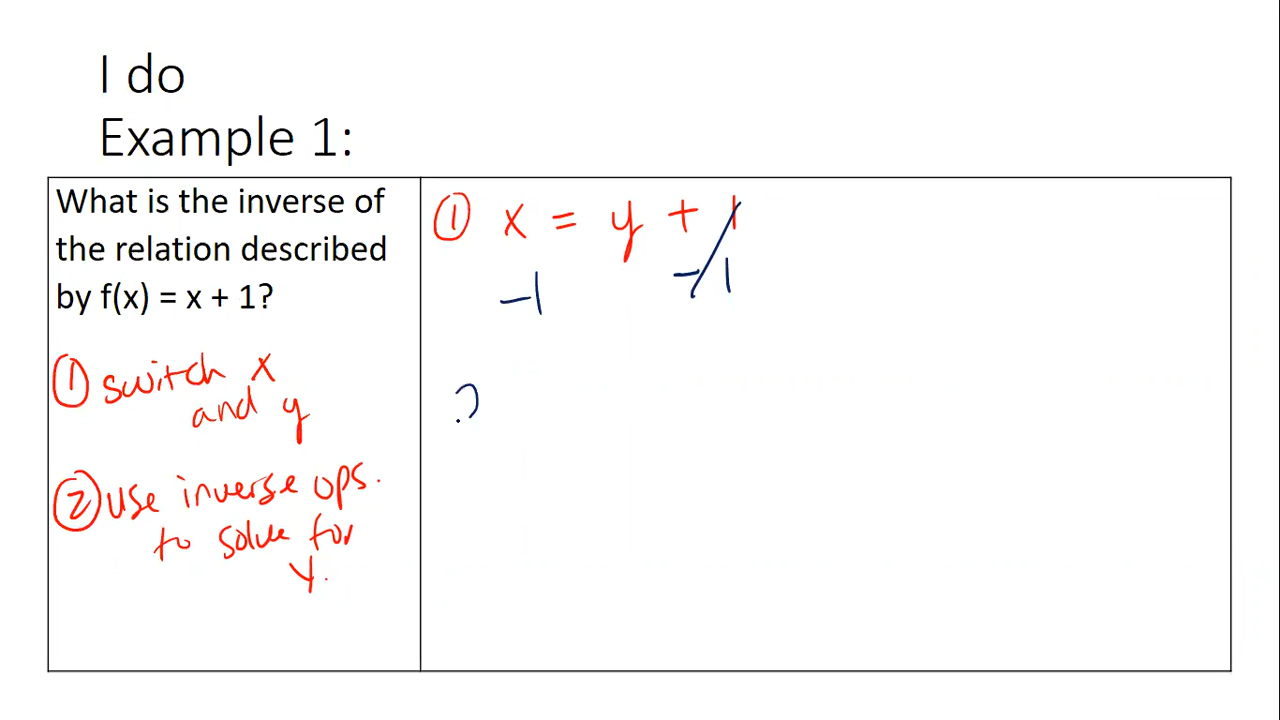 I do
Example 1:
What is the inverse of
the relation described
by f(x) = x + 1?
① switch x
and y
② use inverse ops.
to solve for
y.
① x = y + 1
-1 -1